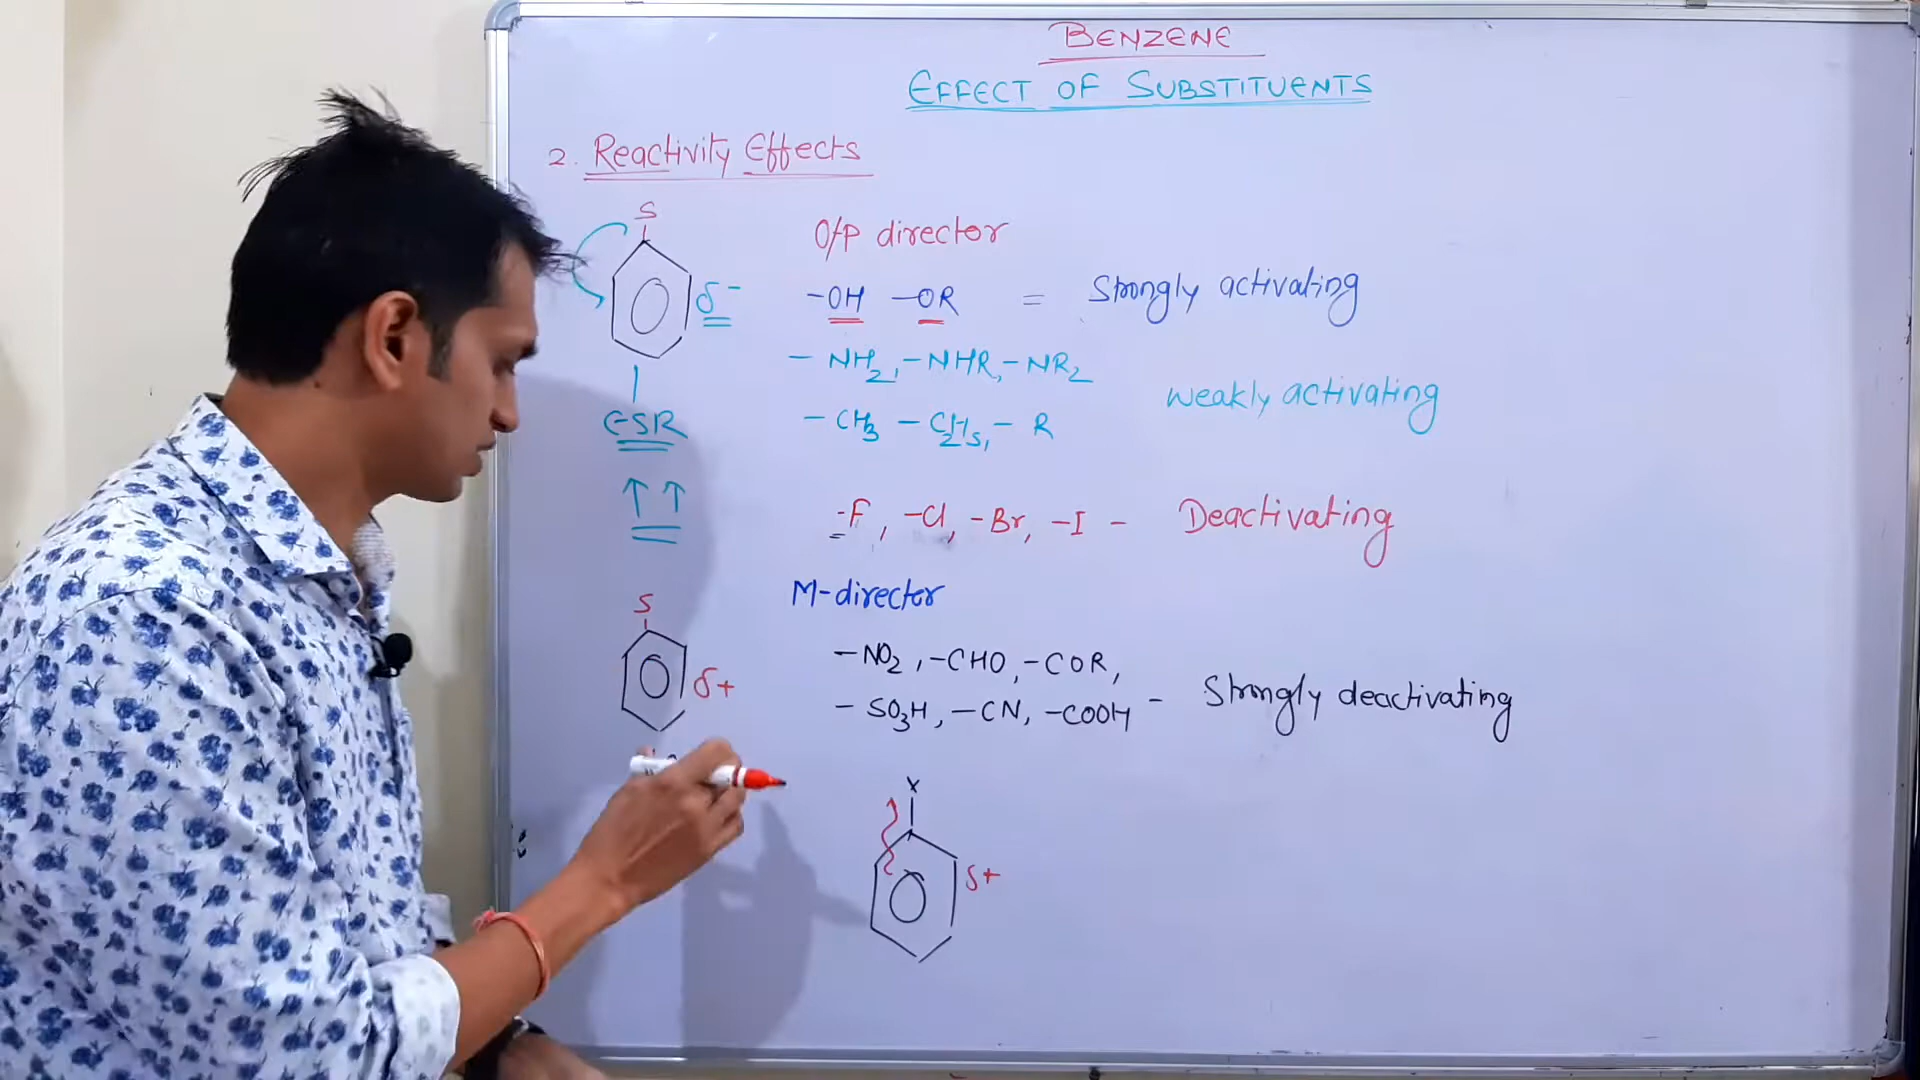 BENZENE
EFFECT OF SUBSTITUENTS
2. Reactivity Effects
S
O/P director
δ-
-OH -OR = Strongly activating
- NH2, -NHR, -NR2
weakly activating
ESR
- CH3 - C2H5, - R
↑↑
-F, -Cl, -Br, -I - Deactivating
M-director
S
δ+
-NO2, -CHO, -COR,
- SO3H, -CN, -COOH - Strongly deactivating
X
δ+